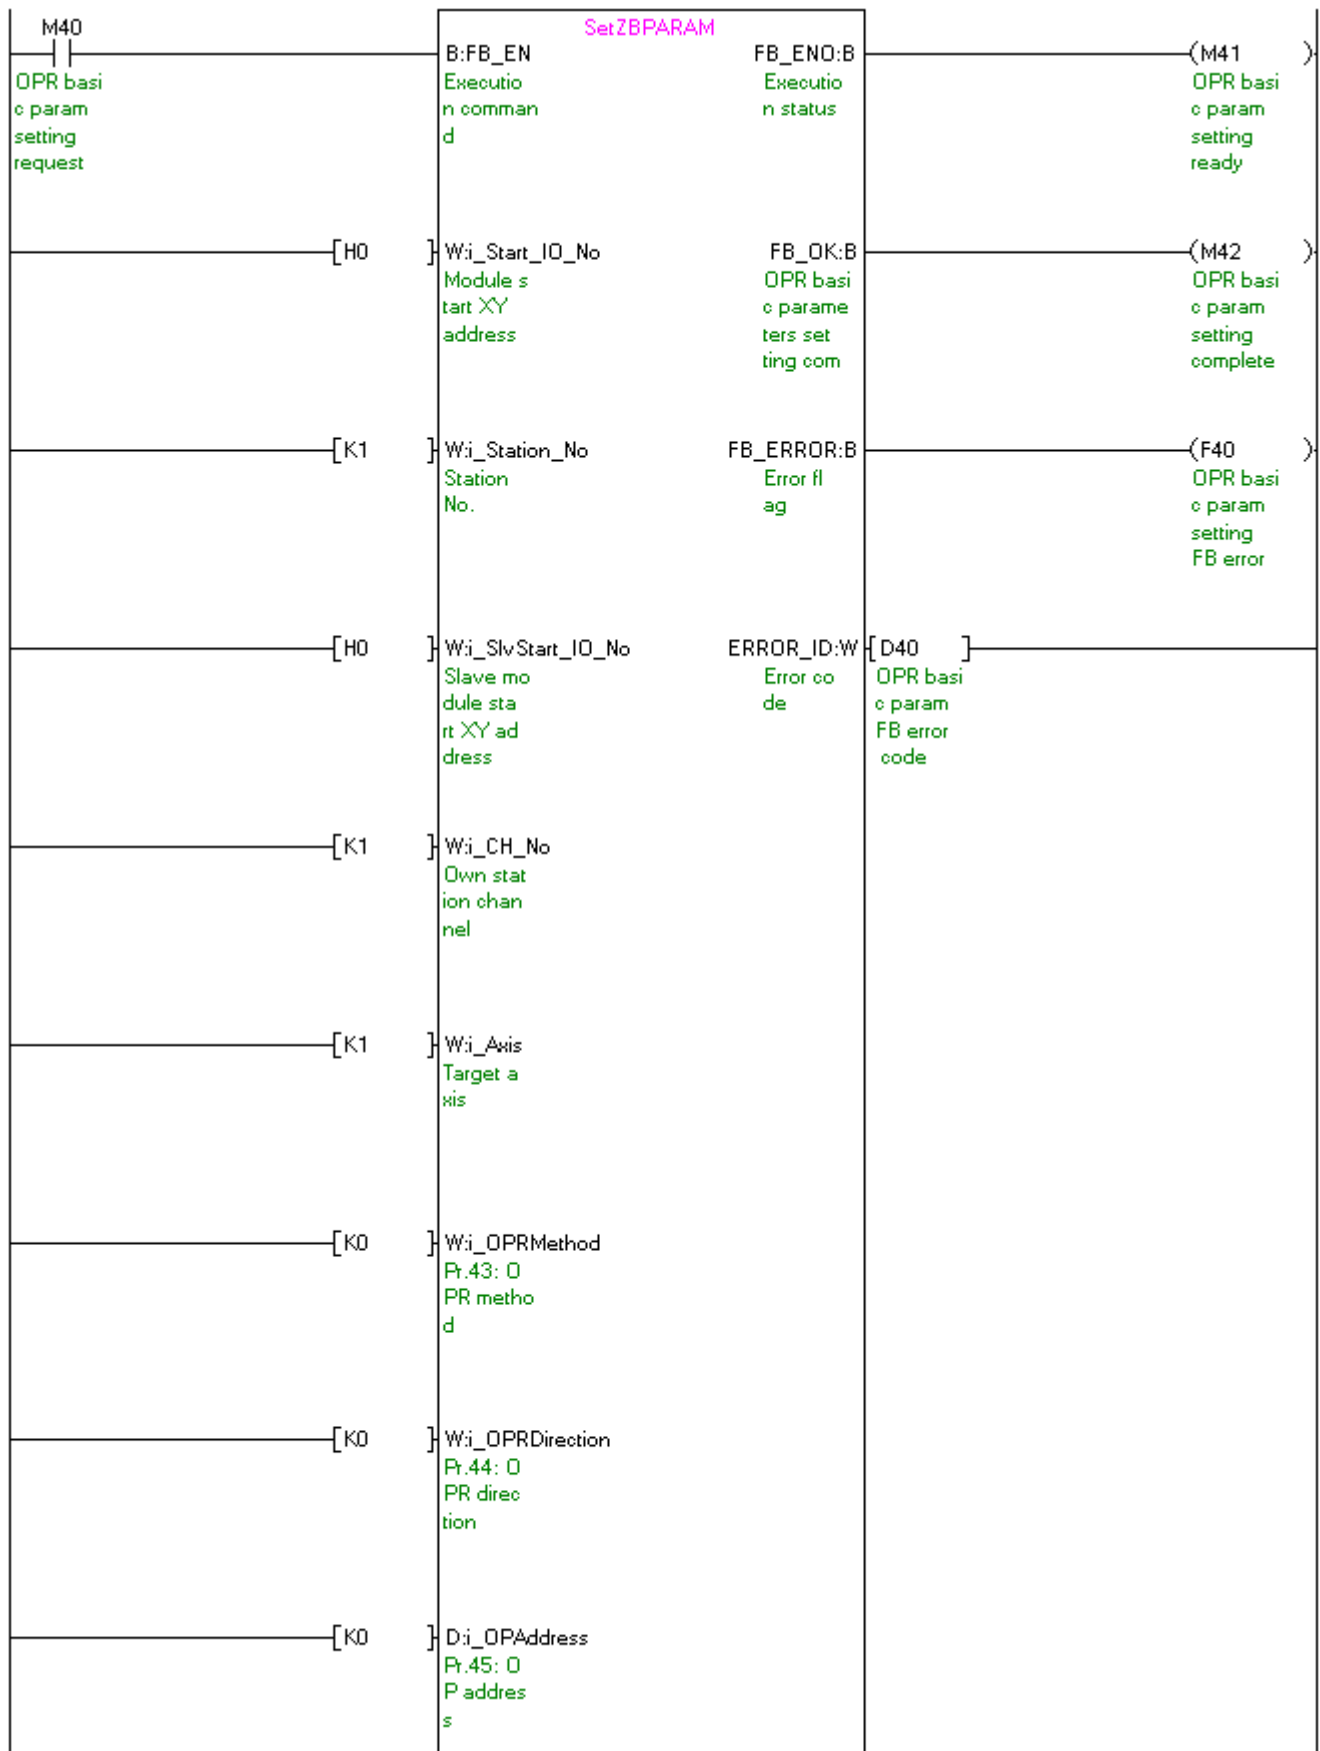 M40
SetZBPARAM
B:FB_EN
FB_ENO:B
(M41 )
OPR basi
c param
setting
request
Executio
n comman
d
Executio
n status
OPR basi
c param
setting
ready
[H0 ]
W:i_Start_IO_No
FB_OK:B
(M42 )
Module s
tart XY
address
OPR basi
c parame
ters set
ting com
OPR basi
c param
setting
complete
[K1 ]
W:i_Station_No
FB_ERROR:B
(F40 )
Station
No.
Error fl
ag
OPR basi
c param
setting
FB error
[H0 ]
W:i_SlvStart_IO_No
ERROR_ID:W
[D40 ]
Slave mo
dule sta
rt XY ad
dress
Error co
de
OPR basi
c param
FB error
code
[K1 ]
W:i_CH_No
Own stat
ion chan
nel
[K1 ]
W:i_Axis
Target a
xis
[K0 ]
W:i_OPRMethod
Pr.43: O
PR metho
d
[K0 ]
W:i_OPRDirection
Pr.44: O
PR direc
tion
[K0 ]
D:i_OPAddress
Pr.45: O
P addres
s